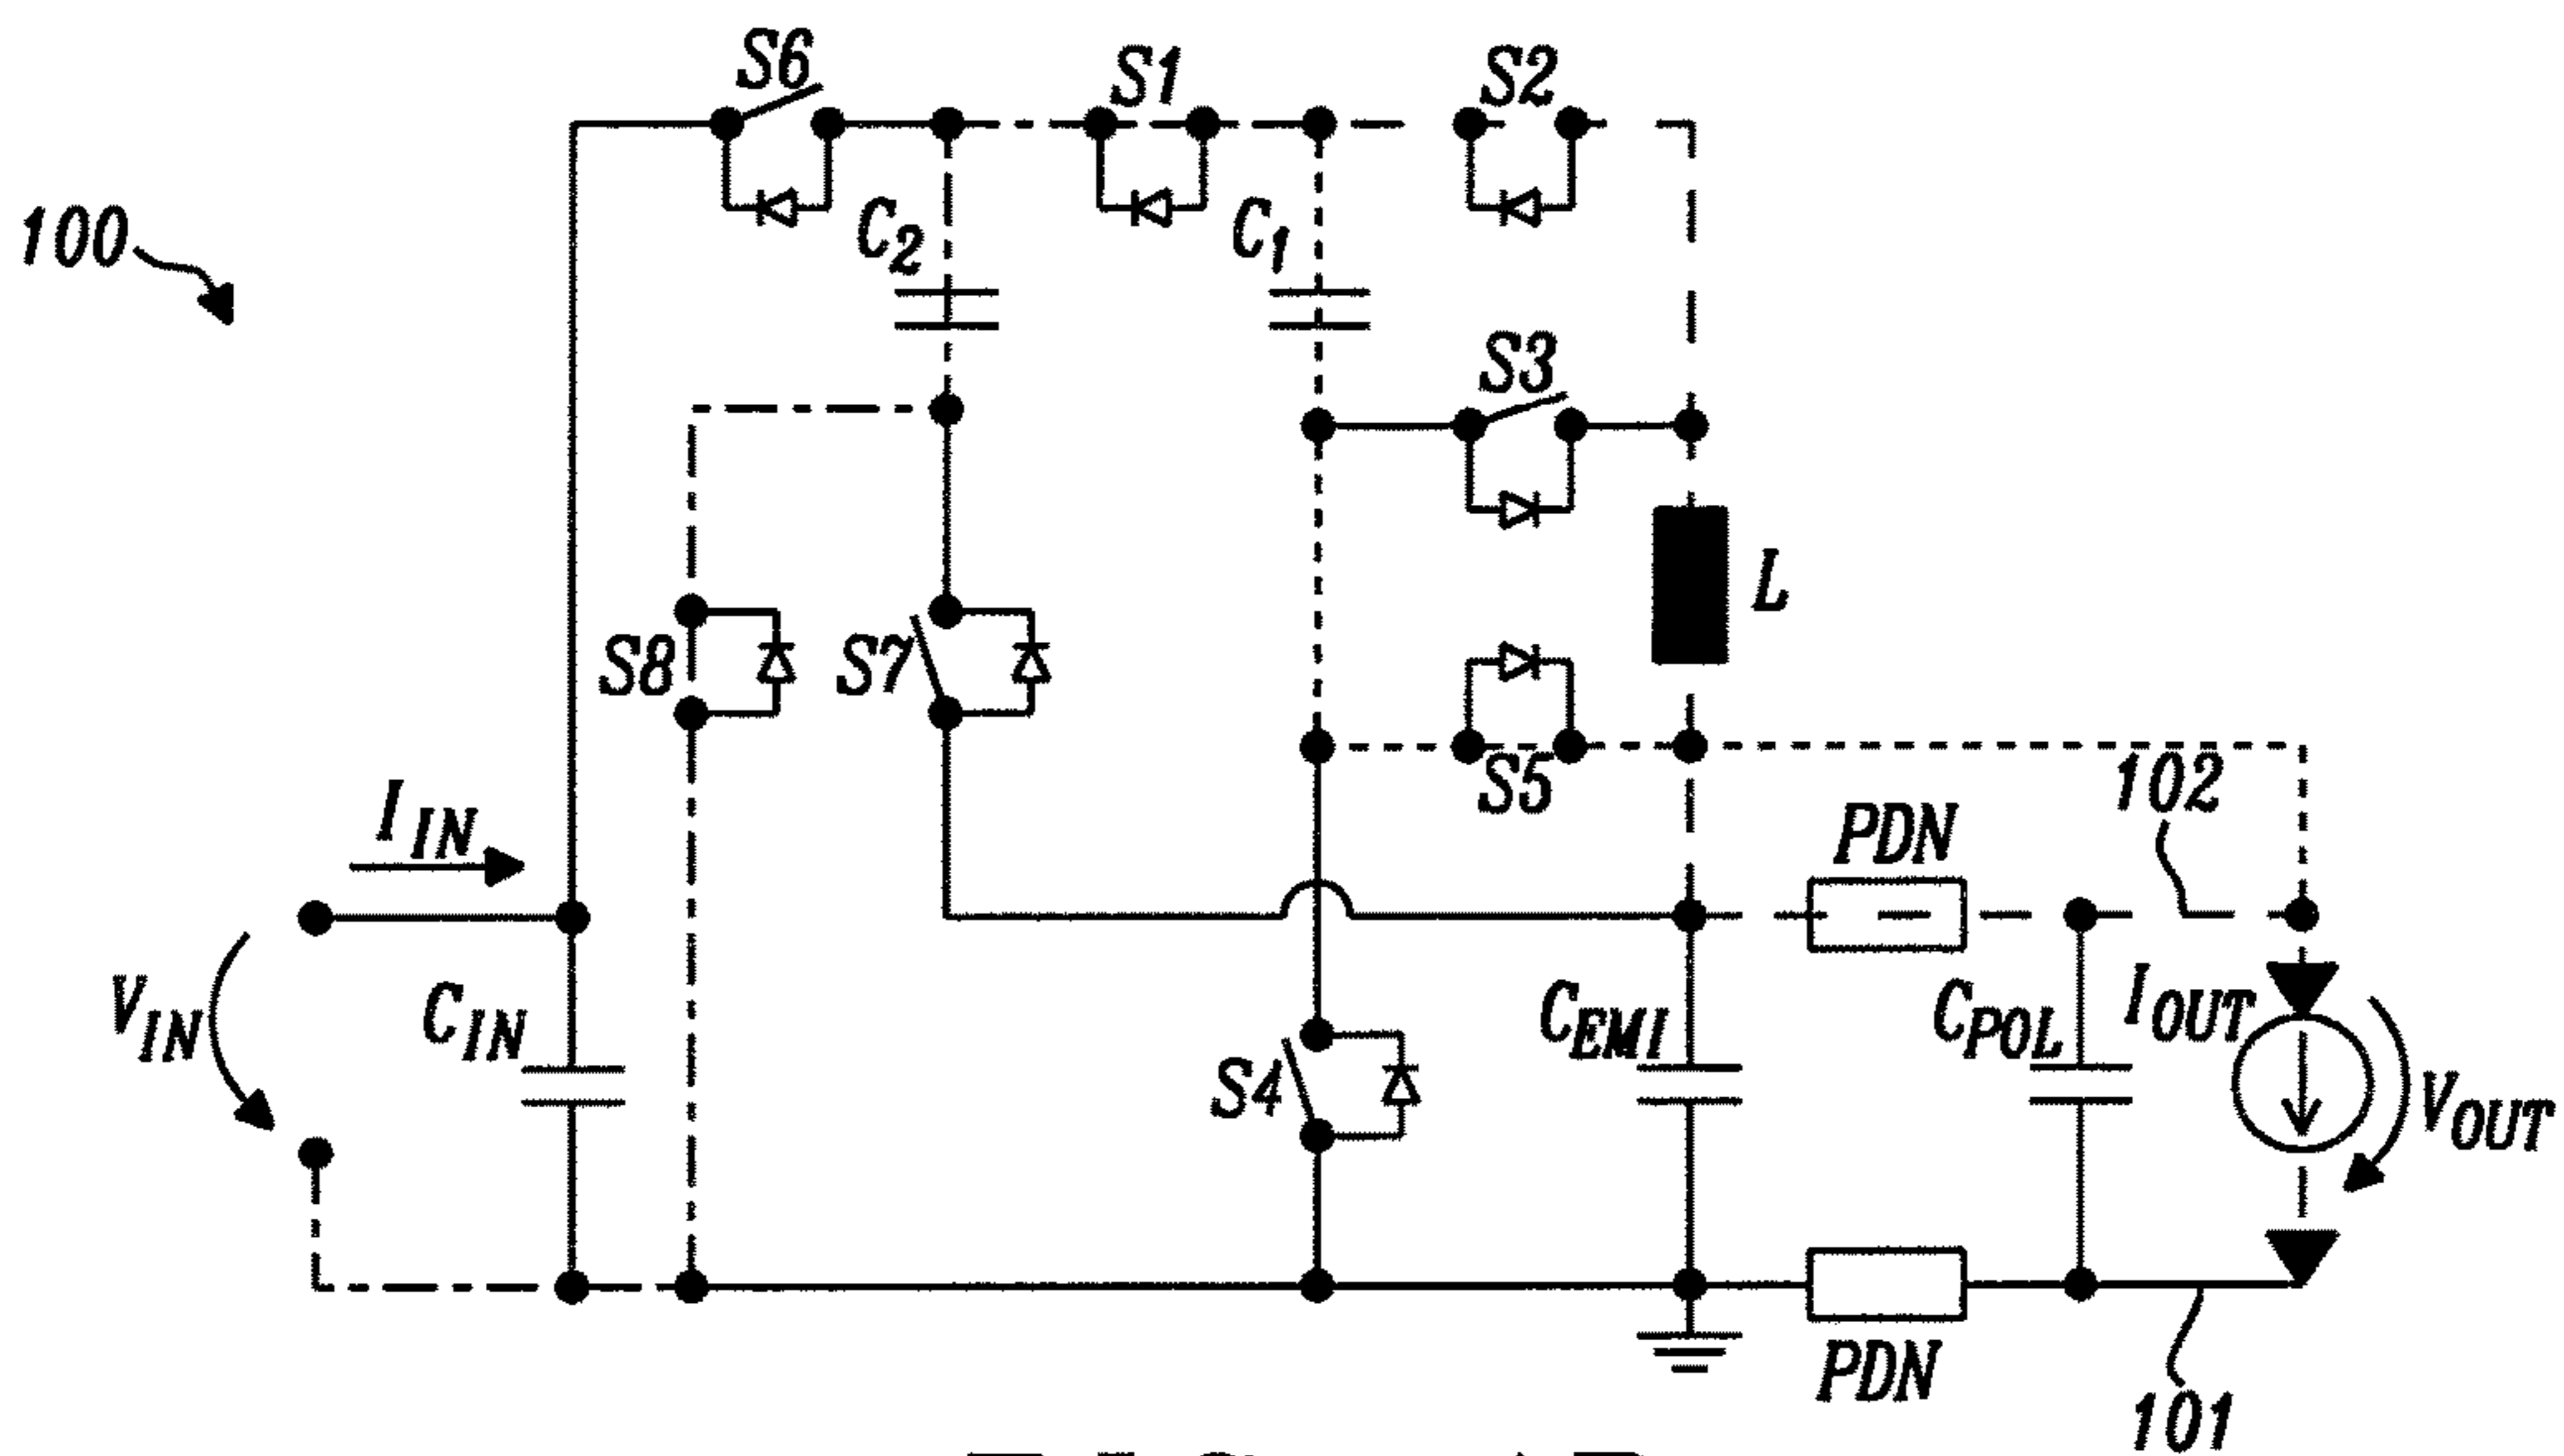 S6
S1
S2
100
C2
C1
S3
L
S8
S7
S5
102
IIN
PDN
VIN
CIN
CEMI
CPOL
IOUT
S4
VOUT
PDN
101